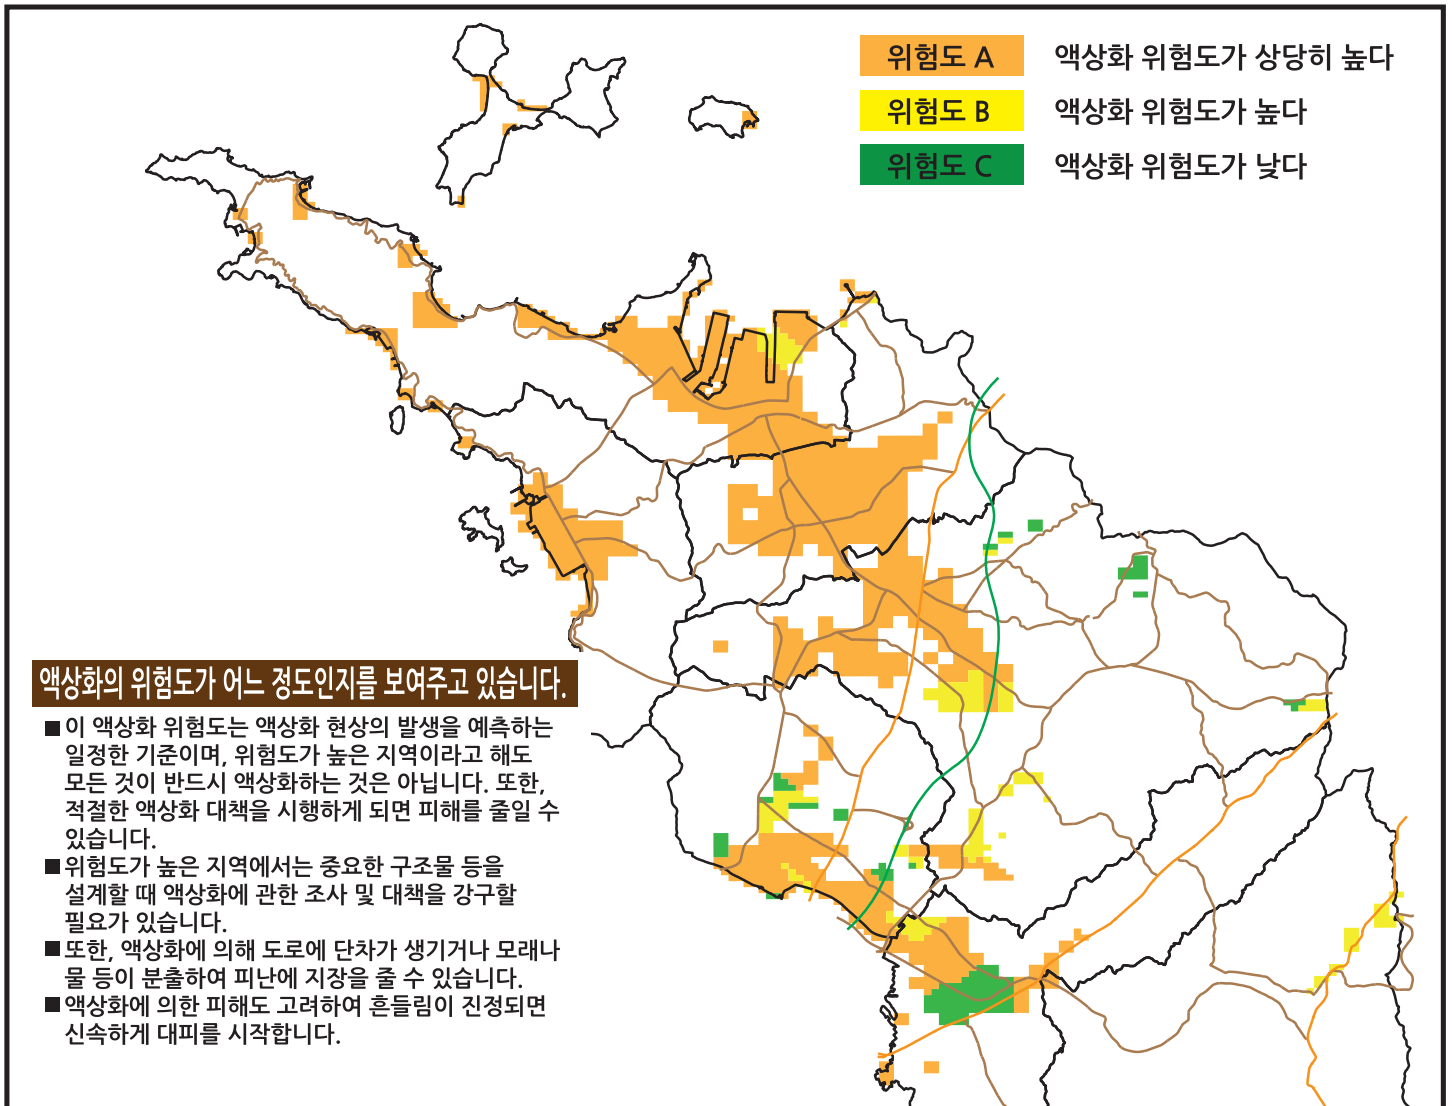 위험도 A 액상화 위험도가 상당히 높다
위험도 B 액상화 위험도가 높다
위험도 C 액상화 위험도가 낮다
액상화의 위험도가 어느 정도인지를 보여주고 있습니다.
■ 이 액상화 위험도는 액상화 현상의 발생을 예측하는
일정한 기준이며, 위험도가 높은 지역이라고 해도
모든 것이 반드시 액상화하는 것은 아닙니다. 또한,
적절한 액상화 대책을 시행하게 되면 피해를 줄일 수
있습니다.
■ 위험도가 높은 지역에서는 중요한 구조물 등을
설계할 때 액상화에 관한 조사 및 대책을 강구할
필요가 있습니다.
■ 또한, 액상화에 의해 도로에 단차가 생기거나 모래나
물 등이 분출하여 피난에 지장을 줄 수 있습니다.
■ 액상화에 의한 피해도 고려하여 흔들림이 진정되면
신속하게 대피를 시작합니다.